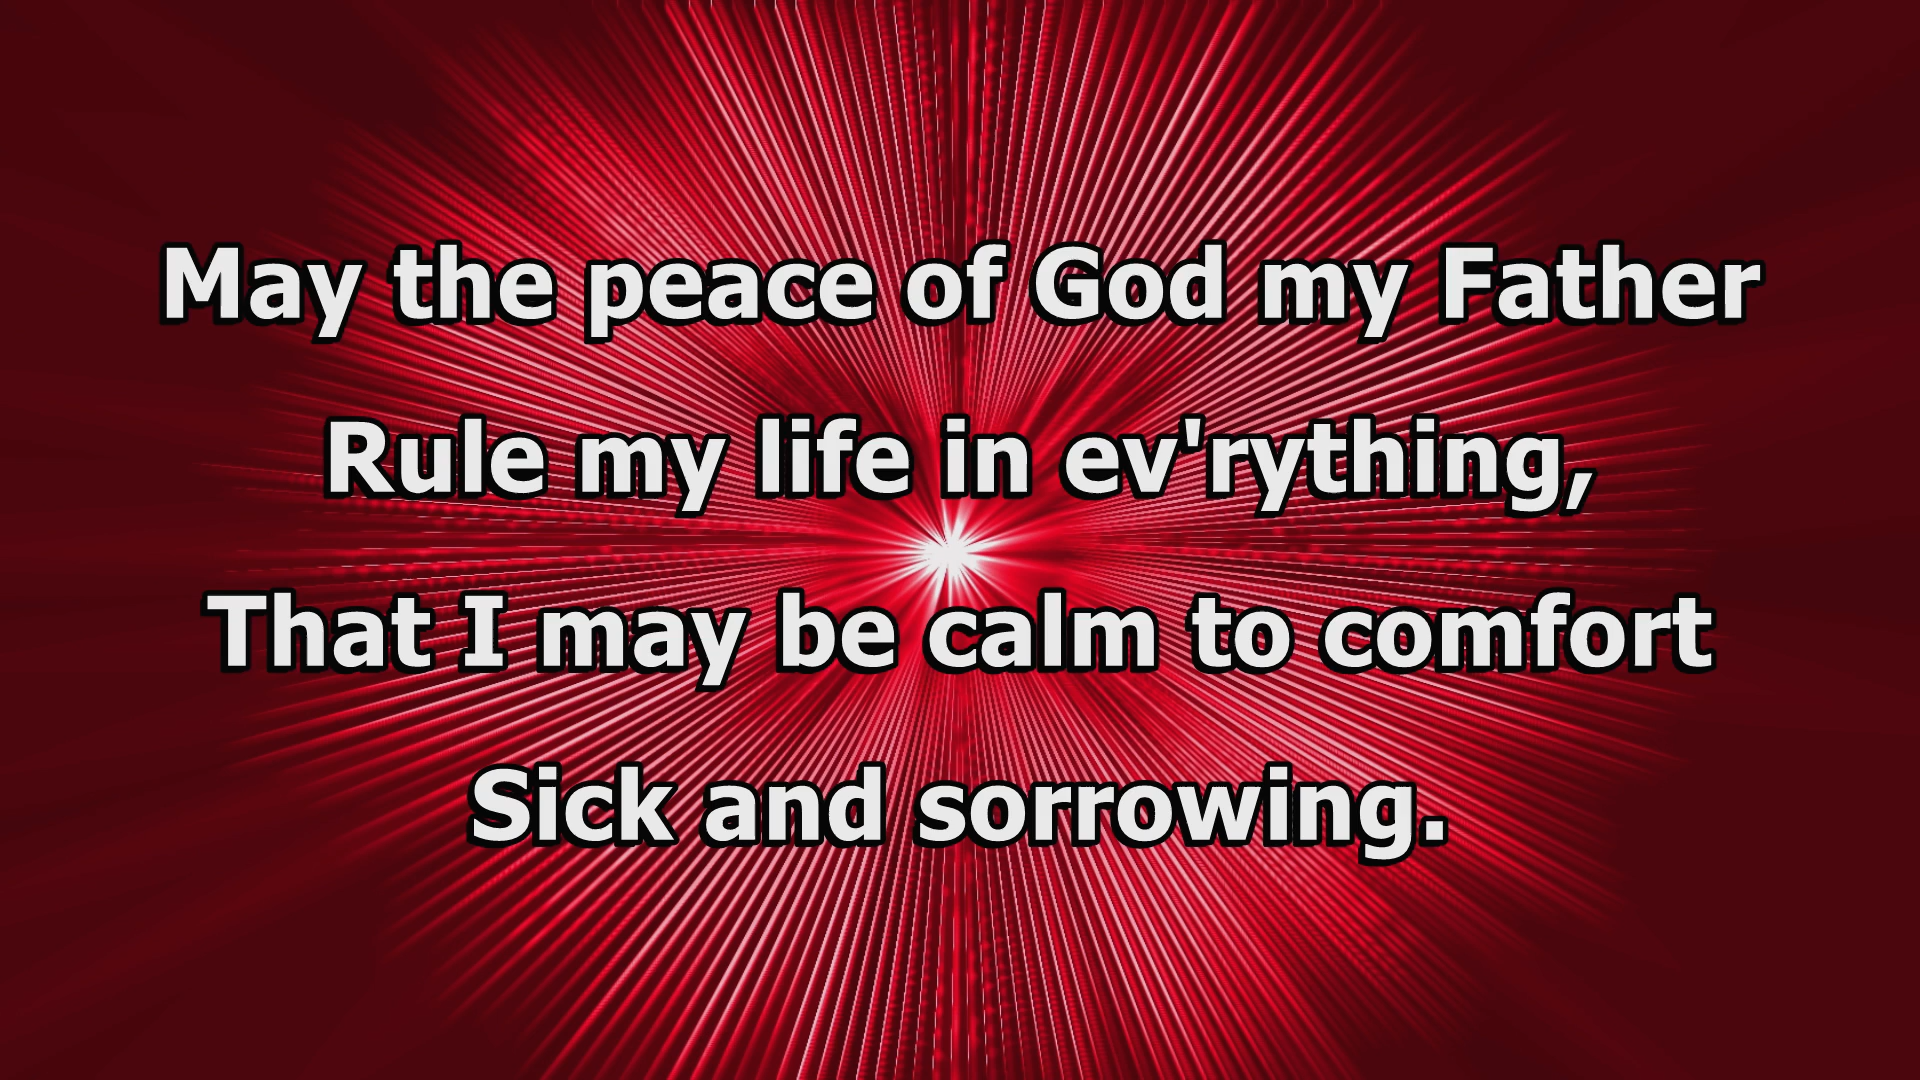 May the peace of God my Father
Rule my life in ev'rything,
That I may be calm to comfort
Sick and sorrowing.